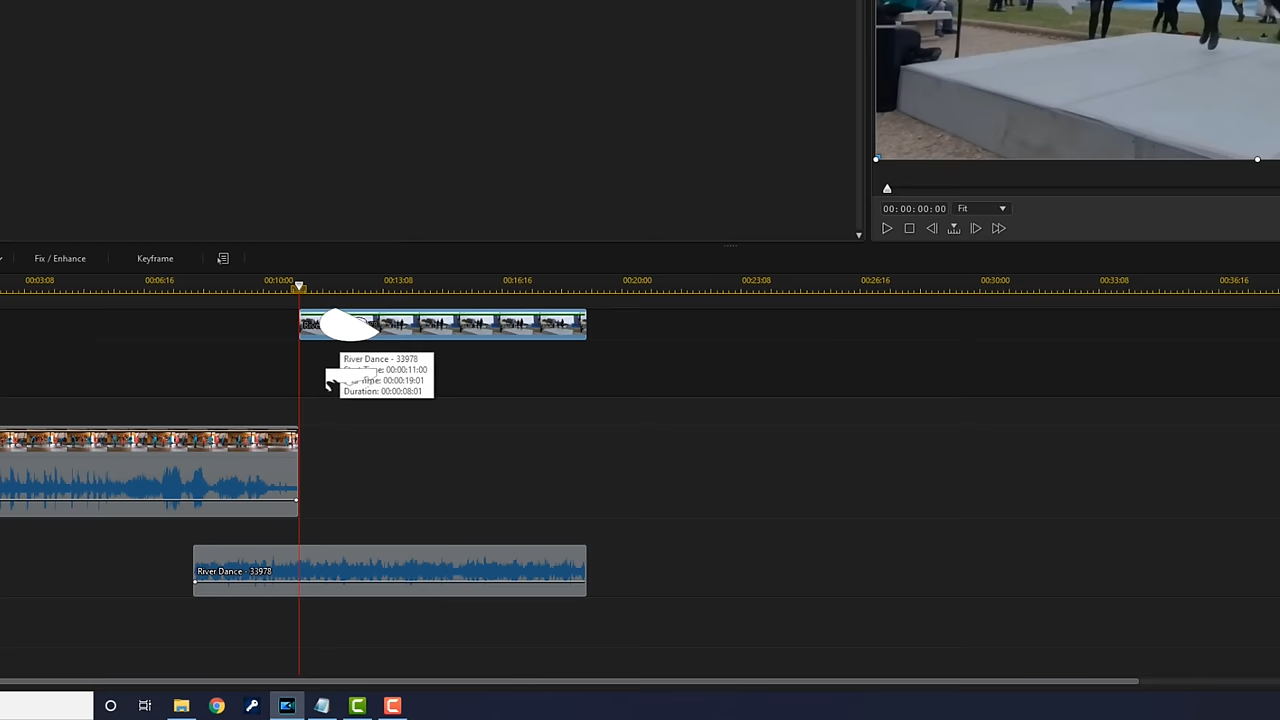 00:00:00:00 Fit
Fix / Enhance Keyframe
00:03:08 00:06:16 00:10:00 00:13:08 00:16:16 00:20:00 00:23:08 00:26:16 00:30:00 00:33:08 00:36:16
River Dance - 33978
Start Time: 00:00:11:00
Time: 00:00:19:01
Duration: 00:00:08:01
River Dance - 33978